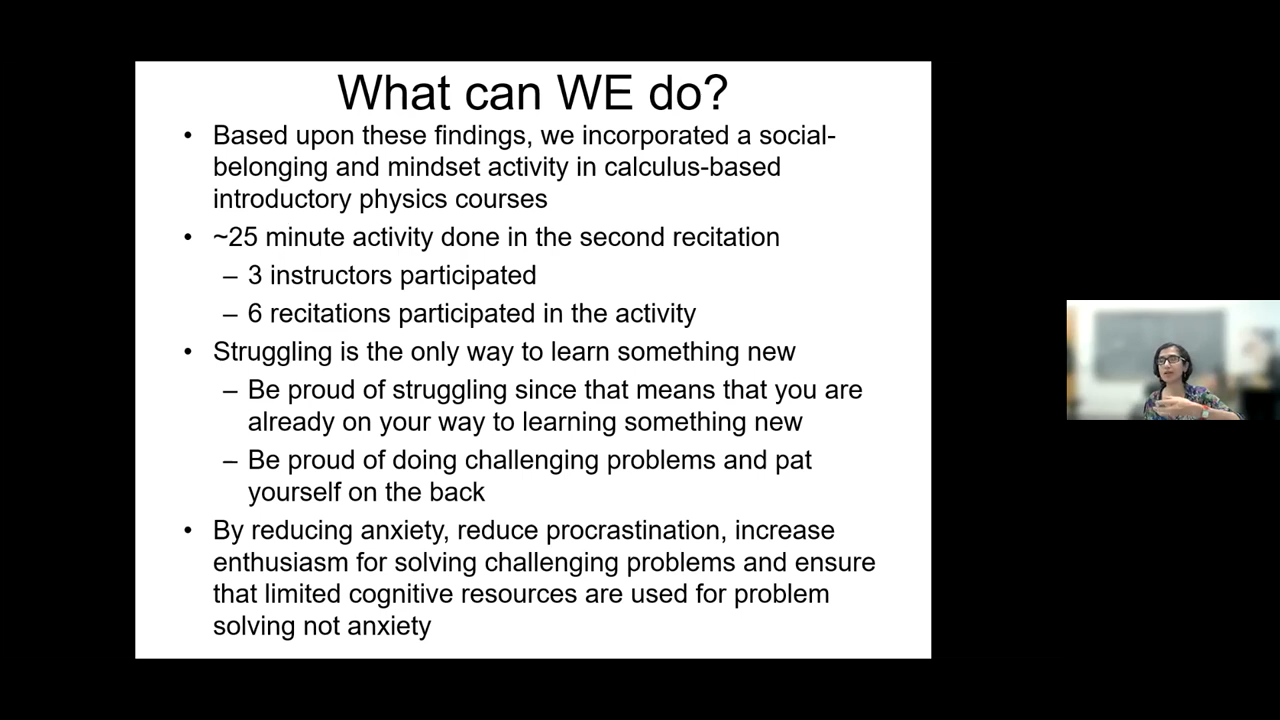 What can WE do?
• Based upon these findings, we incorporated a social-
belonging and mindset activity in calculus-based
introductory physics courses
• ~25 minute activity done in the second recitation
– 3 instructors participated
– 6 recitations participated in the activity
• Struggling is the only way to learn something new
– Be proud of struggling since that means that you are
already on your way to learning something new
– Be proud of doing challenging problems and pat
yourself on the back
• By reducing anxiety, reduce procrastination, increase
enthusiasm for solving challenging problems and ensure
that limited cognitive resources are used for problem
solving not anxiety